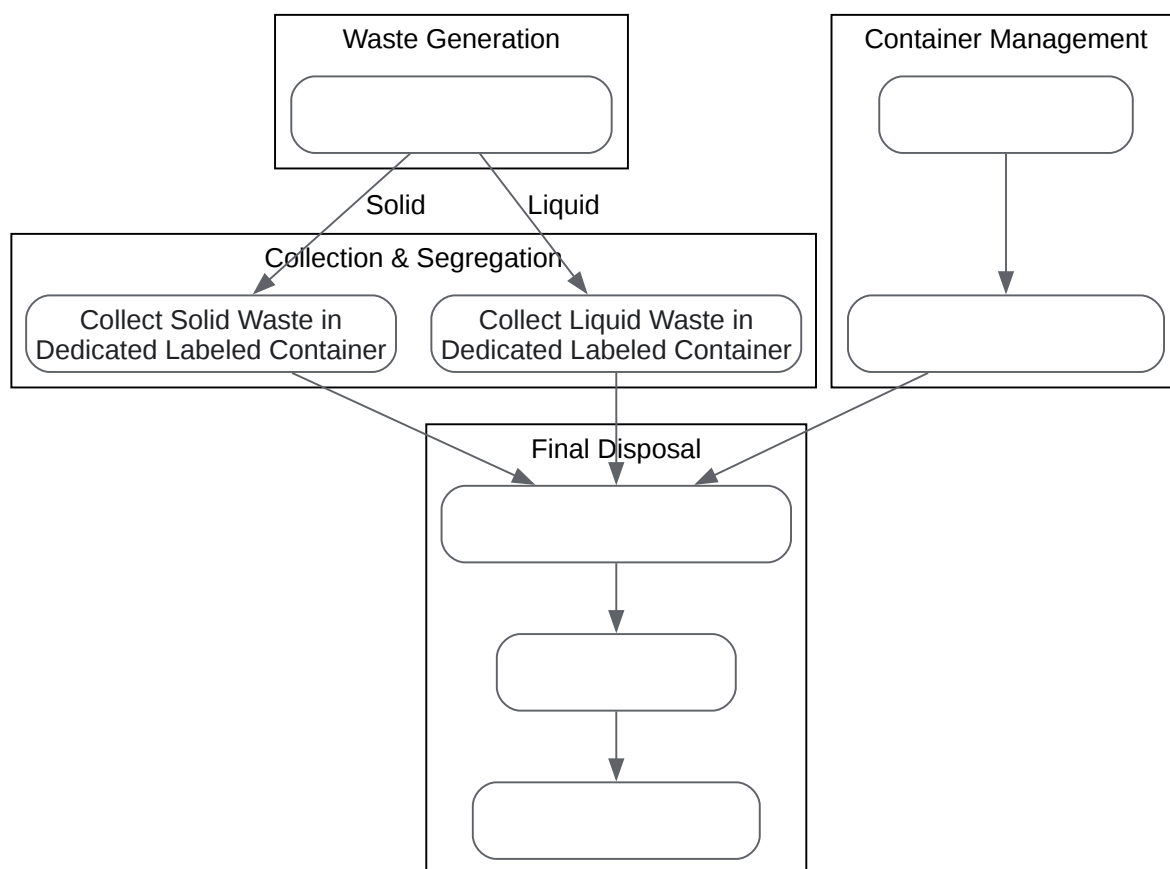 Waste Generation
Container Management
Solid
Liquid
Collection & Segregation
Collect Solid Waste in
Dedicated Labeled Container
Collect Liquid Waste in
Dedicated Labeled Container
Final Disposal